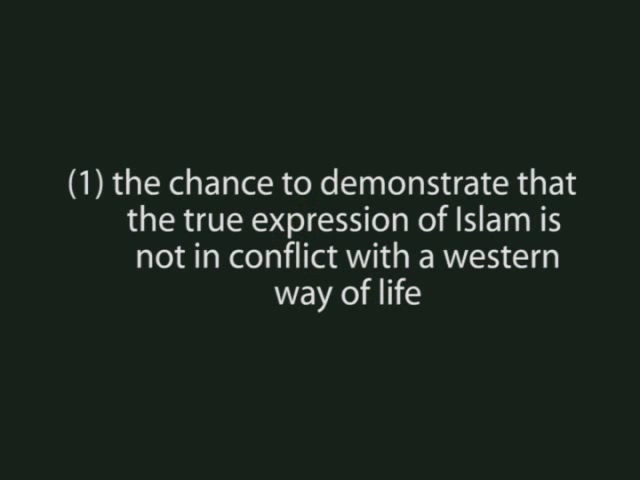 (1) the chance to demonstrate that
the true expression of Islam is
not in conflict with a western
way of life